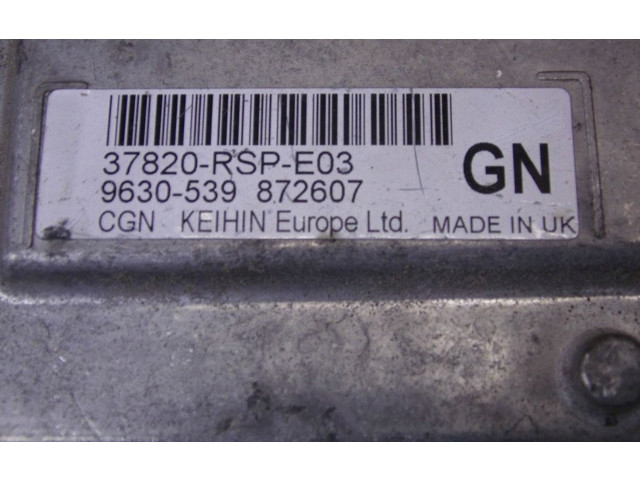 37820-RSP-E03
9630-539 872607
GN
CGN KEIHIN Europe Ltd. MADE IN UK